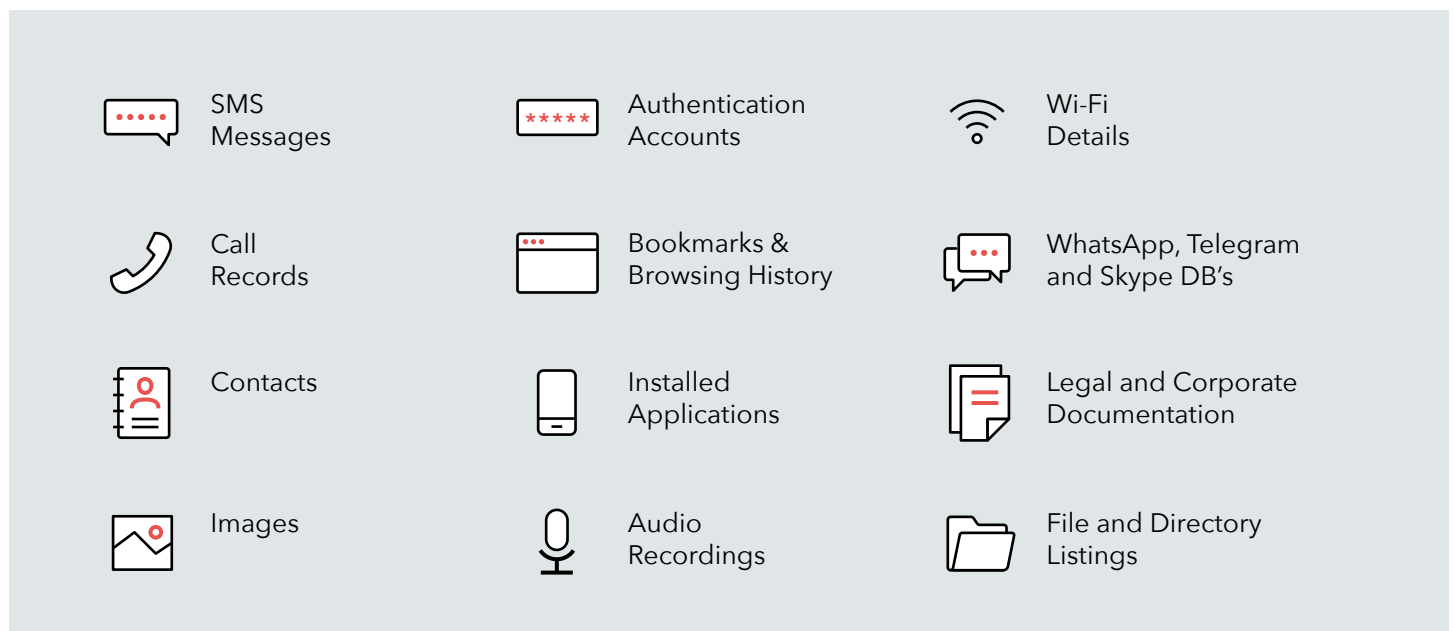 SMS
Messages
Authentication
Accounts
Wi-Fi
Details
Call
Records
Bookmarks &
Browsing History
WhatsApp, Telegram
and Skype DB’s
Contacts
Installed
Applications
Legal and Corporate
Documentation
Images
Audio
Recordings
File and Directory
Listings